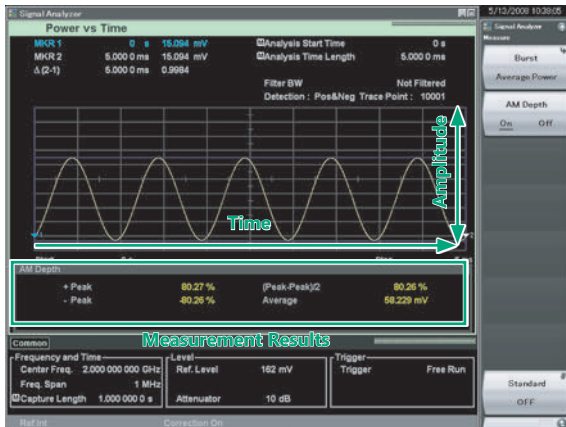 Signal Analyzer
5/13/2008 10:39:05
Power vs Time
Signal Analyzer
Measure
MKR 1 0 s 15.094 mV
Analysis Start Time 0 s
MKR 2 5.000 0 ms 15.094 mV
Analysis Time Length 5.000 0 ms
Δ (2-1) 5.000 0 ms 0.9984
Filter BW Not Filtered
Detection : Pos&Neg Trace Point : 10001
Burst
Average Power
AM Depth
On Off
Amplitude
Time
AM Depth
+ Peak 80.27 % (Peak-Peak)/2 80.26 %
- Peak -80.26 % Average 58.229 mV
Measurement Results
Common
Frequency and Time
Level
Trigger
Center Freq. 2.000 000 000 GHz
Ref. Level 162 mV
Trigger Free Run
Freq. Span 1 MHz
Capture Length 1.000 000 0 s
Attenuator 10 dB
Standard
OFF
Ref.Int Correction On